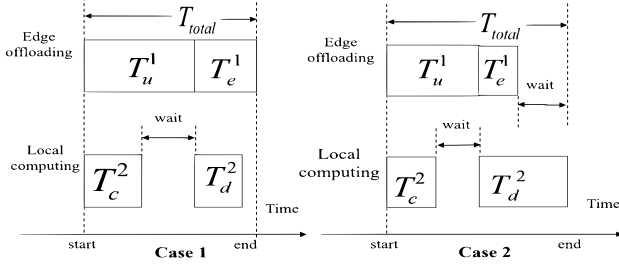 T_total
Edge offloading
T_u^1
T_e^1
wait
Local computing
T_c^2
T_d^2
Time
start
end
Case 1
T_total
Edge offloading
T_u^1
T_e^1
wait
wait
Local computing
T_c^2
T_d^2
Time
start
end
Case 2